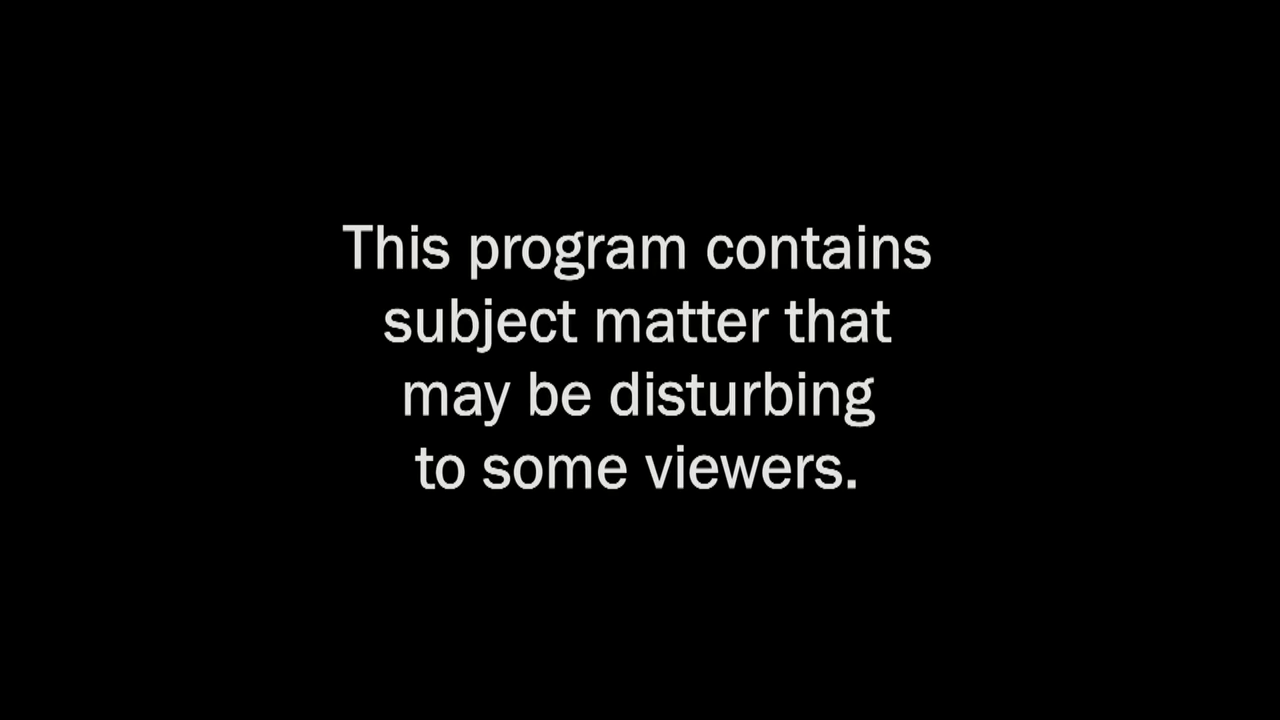 This program contains
subject matter that
may be disturbing
to some viewers.